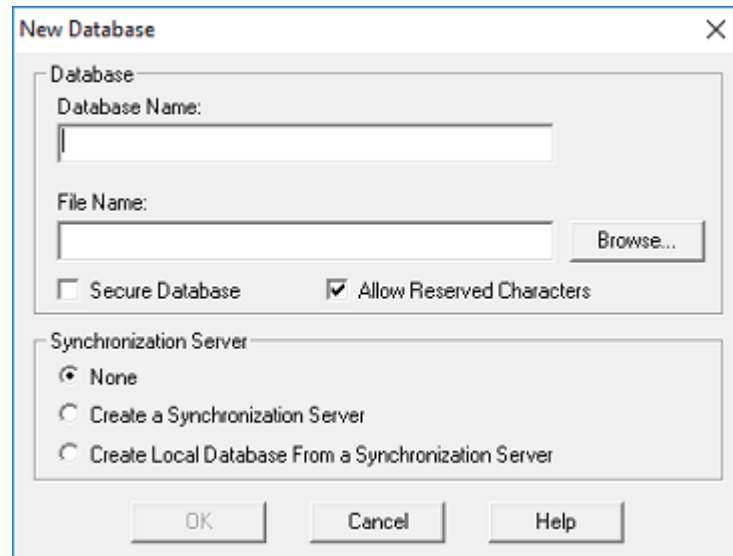 New Database
Database
Database Name:
File Name:
Browse...
Secure Database Allow Reserved Characters
Synchronization Server
None
Create a Synchronization Server
Create Local Database From a Synchronization Server
OK Cancel Help